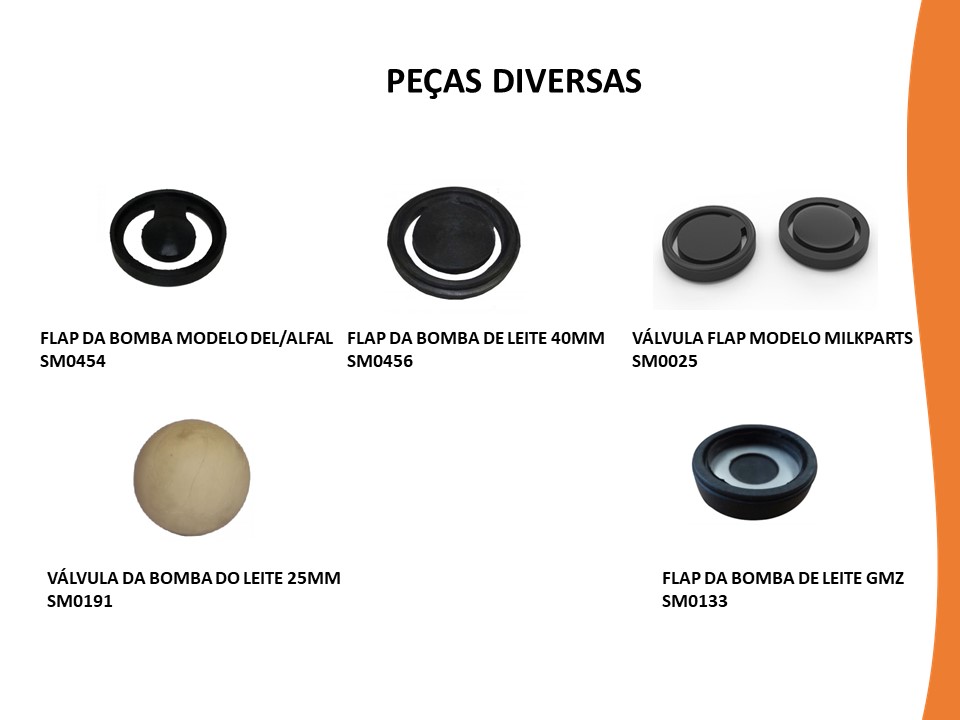 PEÇAS DIVERSAS
FLAP DA BOMBA MODELO DEL/ALFAL
SM0454
FLAP DA BOMBA DE LEITE 40MM
SM0456
VÁLVULA FLAP MODELO MILKPARTS
SM0025
VÁLVULA DA BOMBA DO LEITE 25MM
SM0191
FLAP DA BOMBA DE LEITE GMZ
SM0133